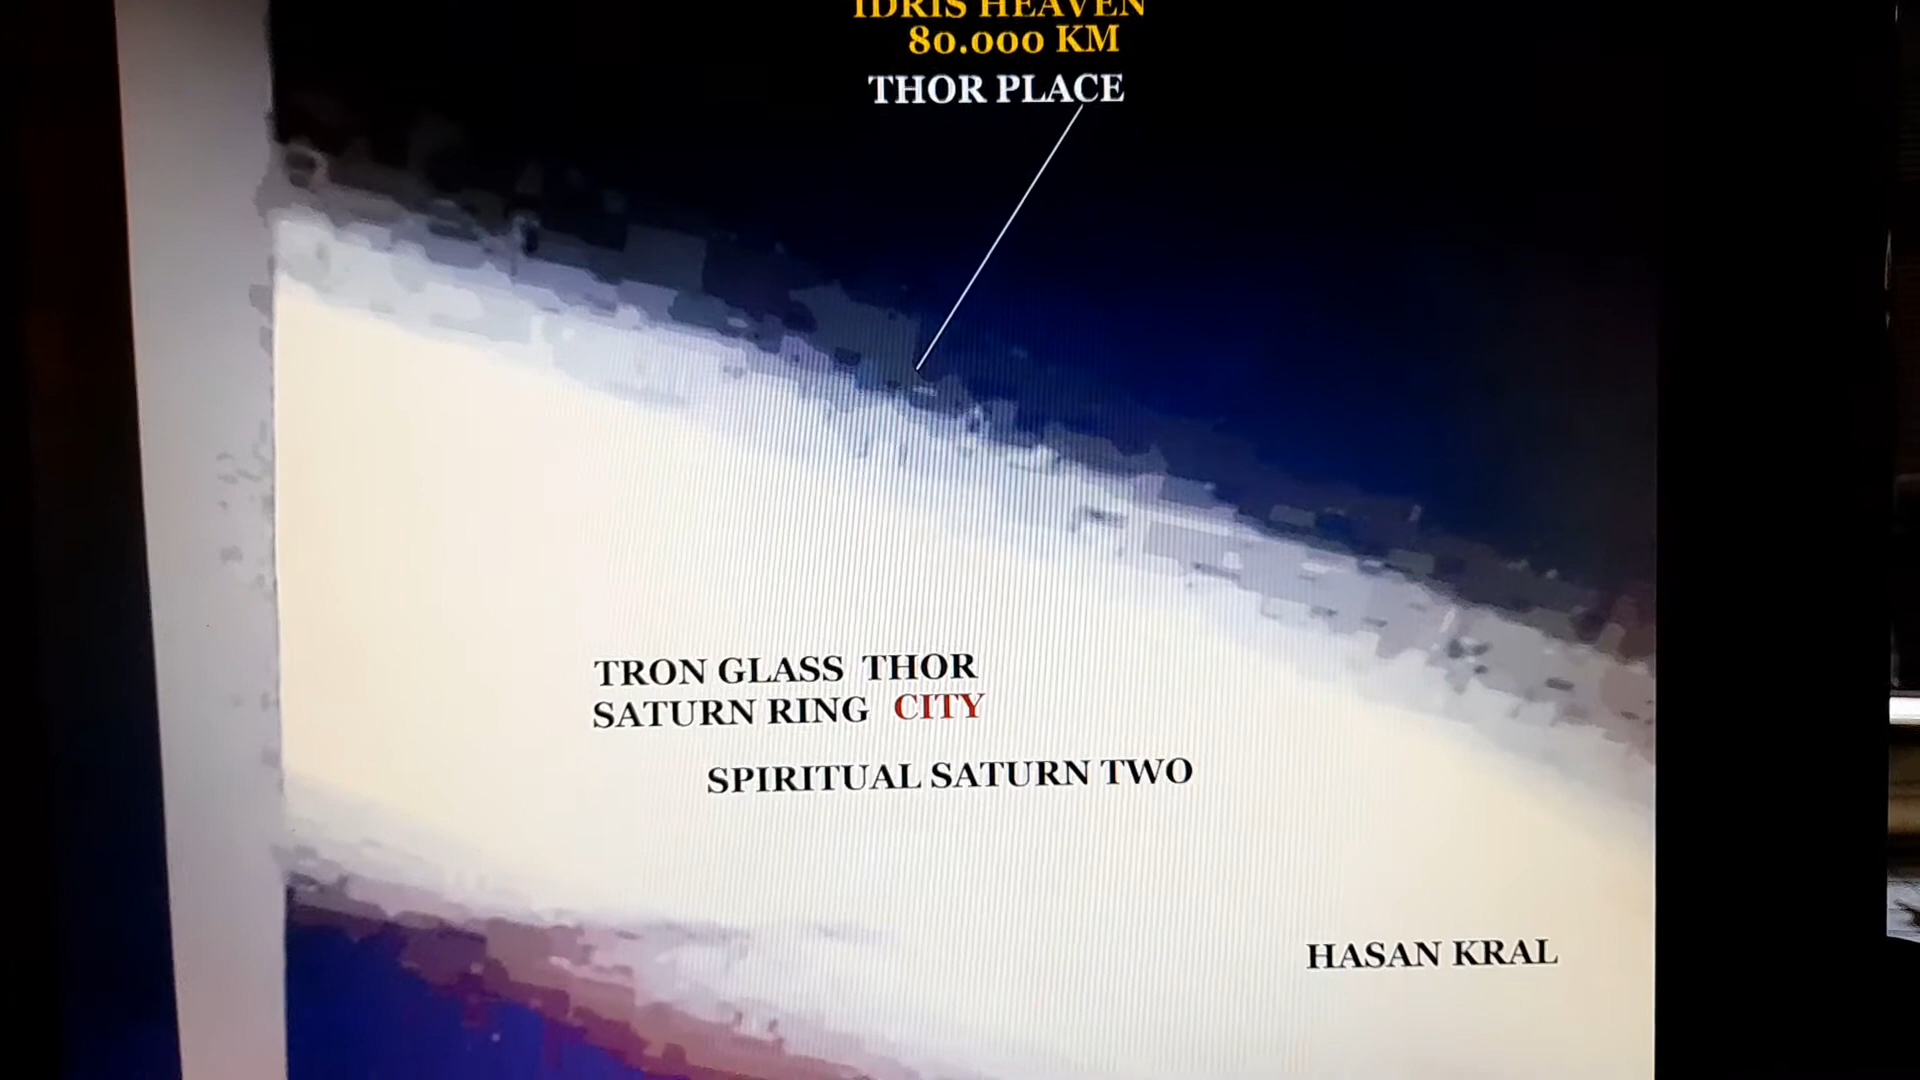 IDRIS HEAVEN
80.000 KM
THOR PLACE
TRON GLASS THOR
SATURN RING CITY
SPIRITUAL SATURN TWO
HASAN KRAL